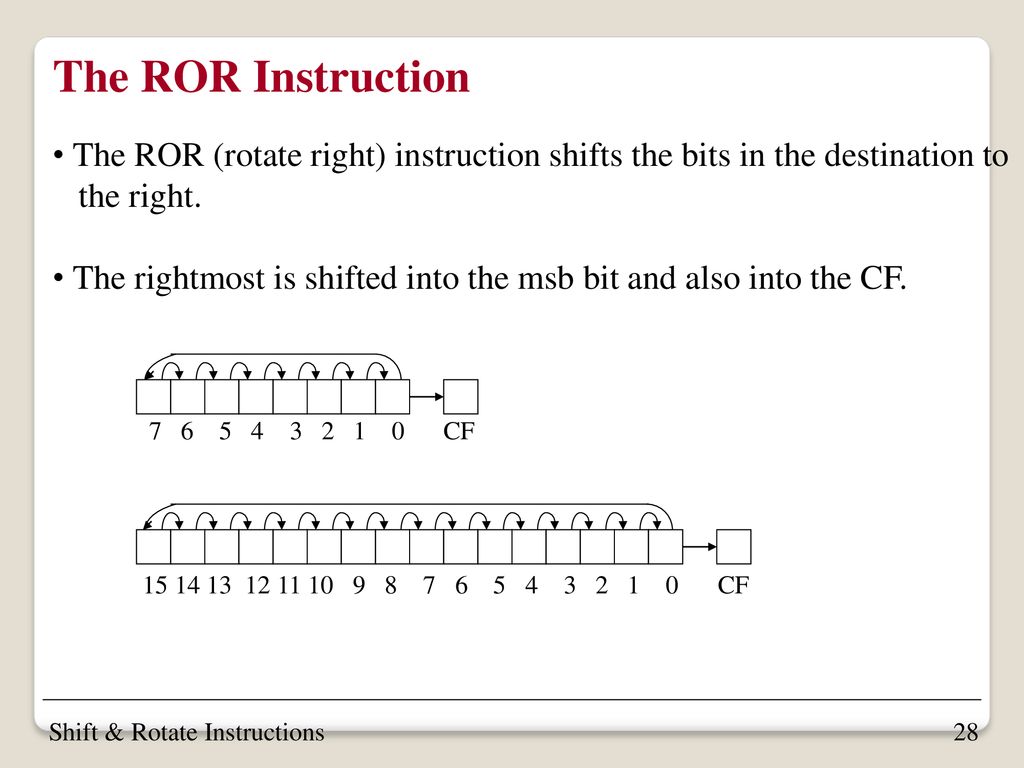 The ROR Instruction
• The ROR (rotate right) instruction shifts the bits in the destination to
the right.
• The rightmost is shifted into the msb bit and also into the CF.
7 6 5 4 3 2 1 0 CF
15 14 13 12 11 10 9 8 7 6 5 4 3 2 1 0 CF
Shift & Rotate Instructions 28